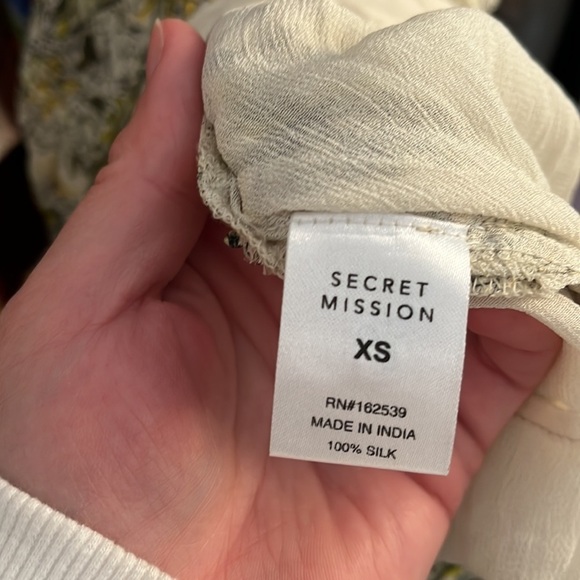 SECRET
MISSION
XS
RN#162539
MADE IN INDIA
100% SILK